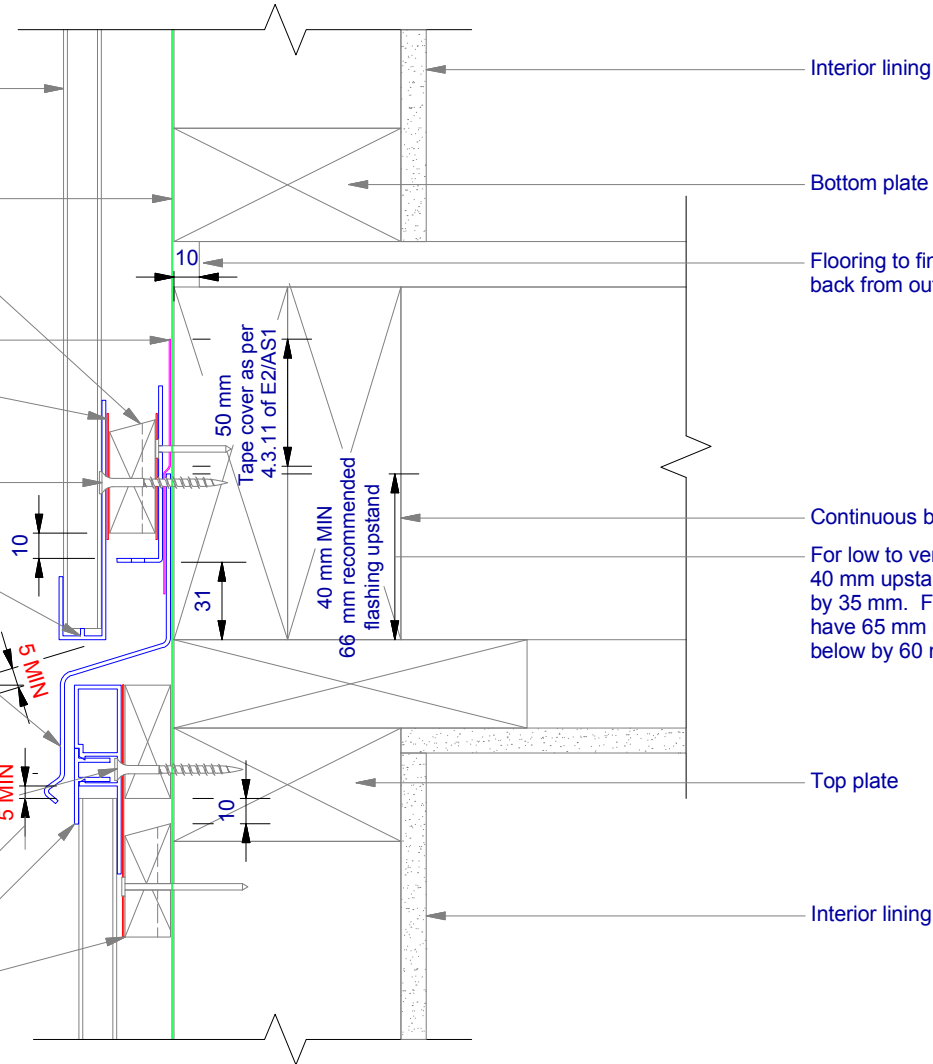 Interior lining
Bottom plate
Flooring to fin
back from ou
10
50 mm
Tape cover as per
4.3.11 of E2/AS1
40 mm MIN
66 mm recommended
flashing upstand
10
31
Continuous b
For low to ver
40 mm upsta
by 35 mm. F
have 65 mm
below by 60
5 MIN
5 MIN
10
Top plate
Interior lining